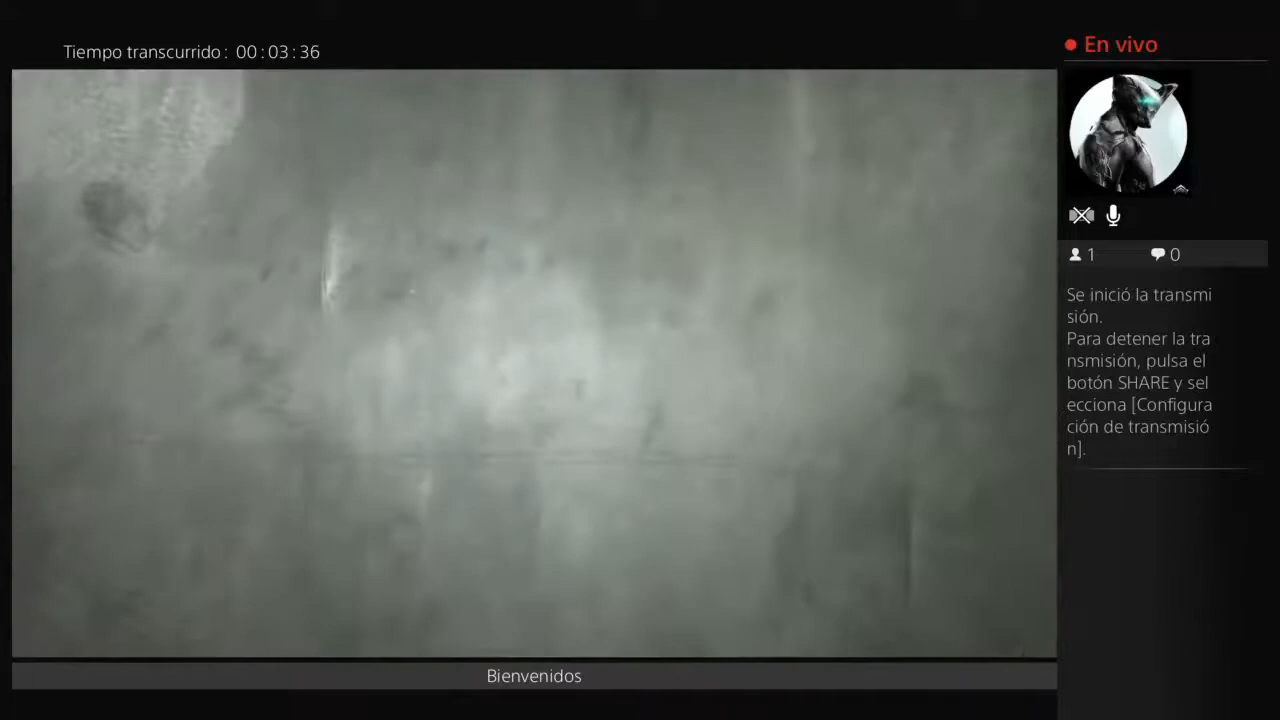 Tiempo transcurrido: 00:03:36
En vivo
1 0
Se inició la transmi
sión.
Para detener la tra
nsmisión, pulsa el
botón SHARE y sel
ecciona [Configura
ción de transmisió
n].
Bienvenidos